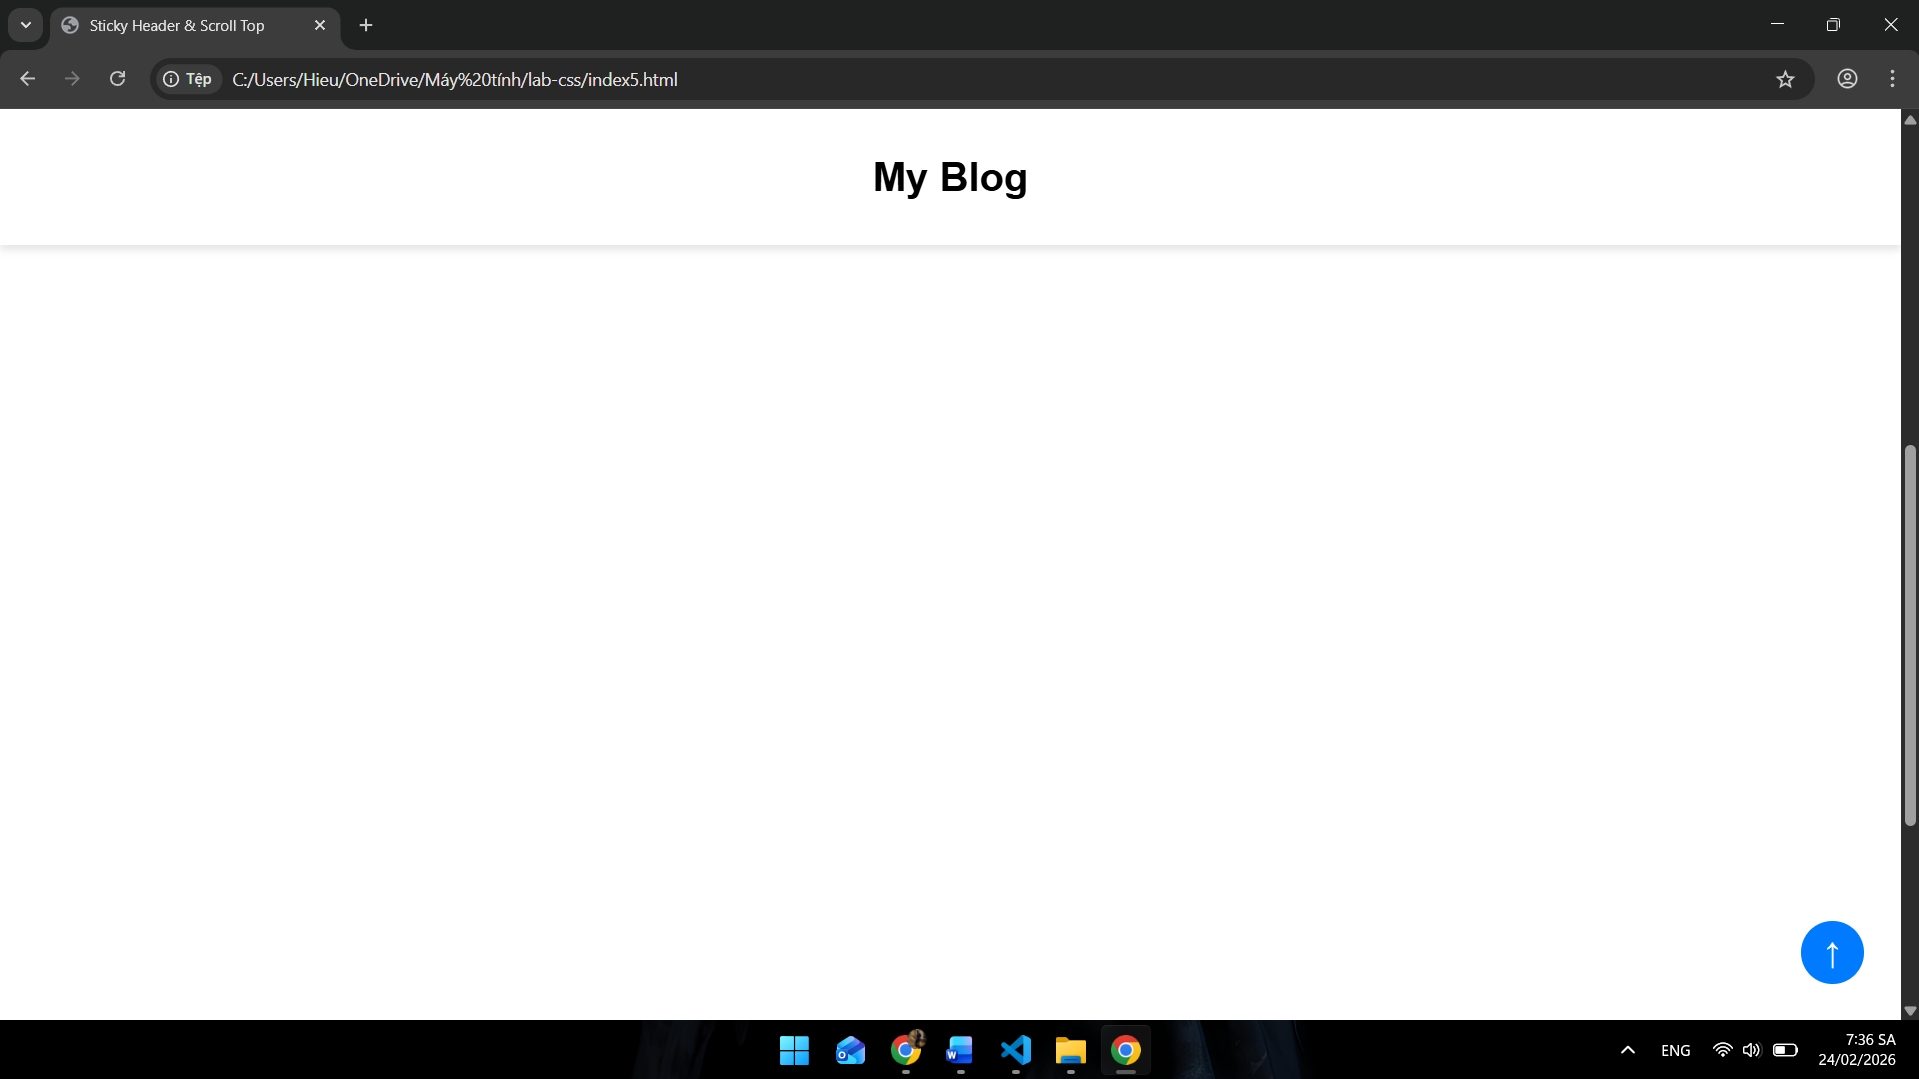 Sticky Header & Scroll Top
Tệp C:/Users/Hieu/OneDrive/Máy%20tính/lab-css/index5.html
My Blog
↑
ENG
7:36 SA
24/02/2026